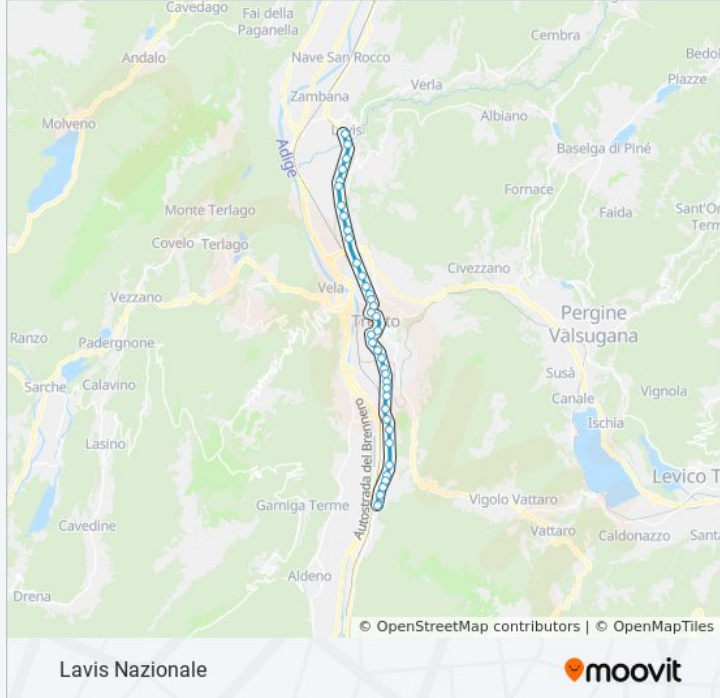 Cavedago
Fai della
Paganella
Cembra
Andalo
Nave San Rocco
Bedol
Verla
Piazze
Zambana
Albiano
Molveno
Lavis
Baselga di Piné
Adige
Fornace
Monte Terlago
Faida
Sant'Or
Term
Covelo
Terlago
Civezzano
Vela
Vezzano
Pergine
Valsugana
Trento
Ranzo
Padergnone
Susà
Sarche
Calavino
Vignola
Canale
Ischia
Lasino
Autostrada del Brennero
Levico T
Garniga Terme
Vigolo Vattaro
Cavedine
Vattaro
Caldonazzo
Santa
Aldeno
Drena
© OpenStreetMap contributors | © OpenMapTiles
Lavis Nazionale
moovit